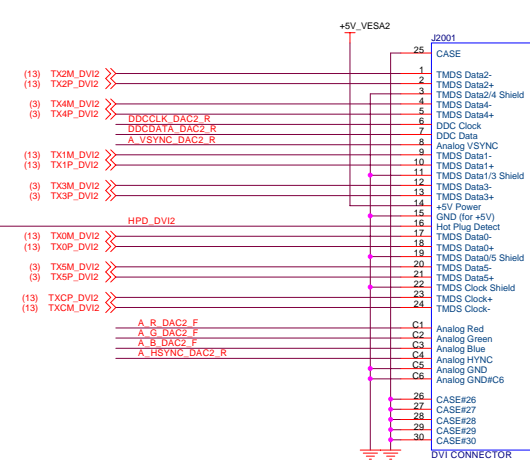 +5V_VESA2
J2001
25 CASE
(13) TX2M_DVI2 1 TMDS Data2-
(13) TX2P_DVI2 2 TMDS Data2+
3 TMDS Data2/4 Shield
(3) TX4M_DVI2 4 TMDS Data4-
(3) TX4P_DVI2 5 TMDS Data4+
DDCCLK_DAC2_R 6 DDC Clock
DDCDATA_DAC2_R 7 DDC Data
A_VSYNC_DAC2_R 8 Analog VSYNC
(13) TX1M_DVI2 9 TMDS Data1-
(13) TX1P_DVI2 10 TMDS Data1+
11 TMDS Data1/3 Shield
(3) TX3M_DVI2 12 TMDS Data3-
(3) TX3P_DVI2 13 TMDS Data3+
14 +5V Power
15 GND (for +5V)
HPD_DVI2 16 Hot Plug Detect
(13) TX0M_DVI2 17 TMDS Data0-
(13) TX0P_DVI2 18 TMDS Data0+
19 TMDS Data0/5 Shield
(3) TX5M_DVI2 20 TMDS Data5-
(3) TX5P_DVI2 21 TMDS Data5+
22 TMDS Clock Shield
(13) TXCP_DVI2 23 TMDS Clock+
(13) TXCM_DVI2 24 TMDS Clock-
A_R_DAC2_F C1 Analog Red
A_G_DAC2_F C2 Analog Green
A_B_DAC2_F C3 Analog Blue
A_HSYNC_DAC2_R C4 Analog HYNC
C5 Analog GND
C6 Analog GND#C6
26 CASE#26
27 CASE#27
28 CASE#28
29 CASE#29
30 CASE#30
DVI CONNECTOR